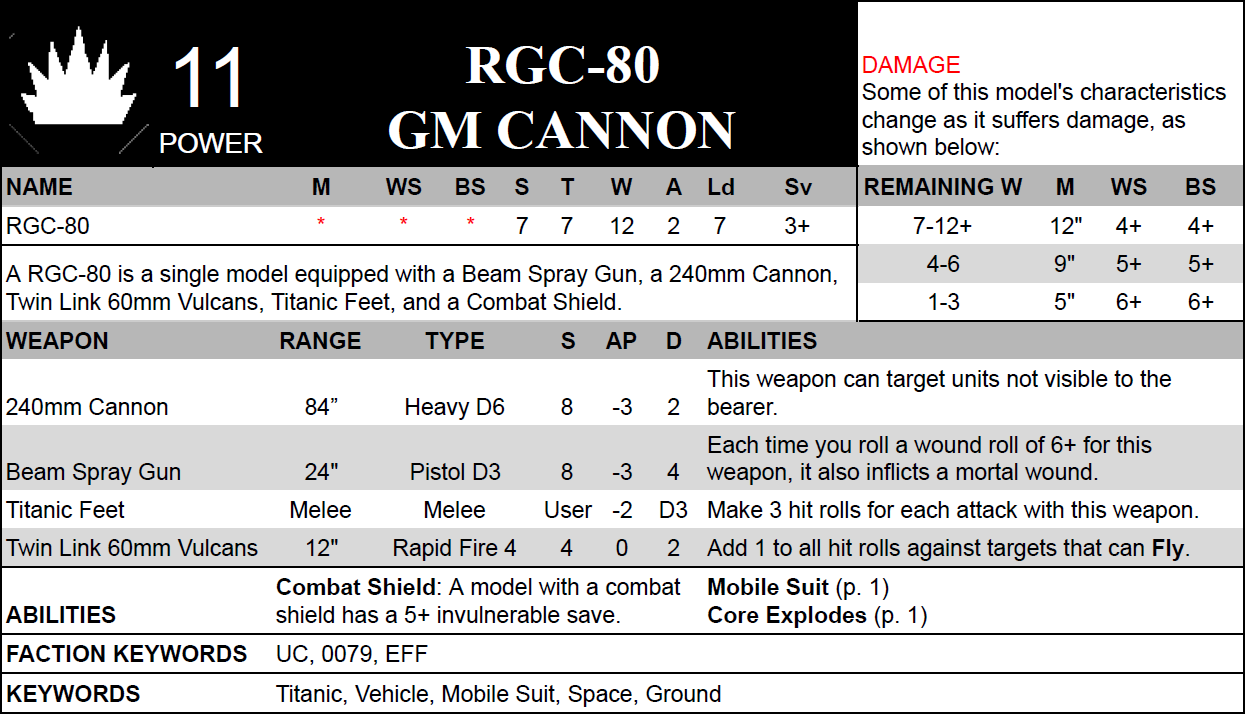 11
POWER
RGC-80
GM CANNON
DAMAGE
Some of this model's characteristics
change as it suffers damage, as
shown below:
NAME M WS BS S T W A Ld Sv
RGC-80 * * * 7 7 12 2 7 3+
A RGC-80 is a single model equipped with a Beam Spray Gun, a 240mm Cannon,
Twin Link 60mm Vulcans, Titanic Feet, and a Combat Shield.
REMAINING W M WS BS
7-12+ 12" 4+ 4+
4-6 9" 5+ 5+
1-3 5" 6+ 6+
WEAPON RANGE TYPE S AP D ABILITIES
This weapon can target units not visible to the
240mm Cannon 84” Heavy D6 8 -3 2 bearer.
Each time you roll a wound roll of 6+ for this
Beam Spray Gun 24" Pistol D3 8 -3 4 weapon, it also inflicts a mortal wound.
Titanic Feet Melee Melee User -2 D3 Make 3 hit rolls for each attack with this weapon.
Twin Link 60mm Vulcans 12" Rapid Fire 4 4 0 2 Add 1 to all hit rolls against targets that can Fly.
ABILITIES
Combat Shield: A model with a combat
shield has a 5+ invulnerable save.
Mobile Suit (p. 1)
Core Explodes (p. 1)
FACTION KEYWORDS UC, 0079, EFF
KEYWORDS Titanic, Vehicle, Mobile Suit, Space, Ground